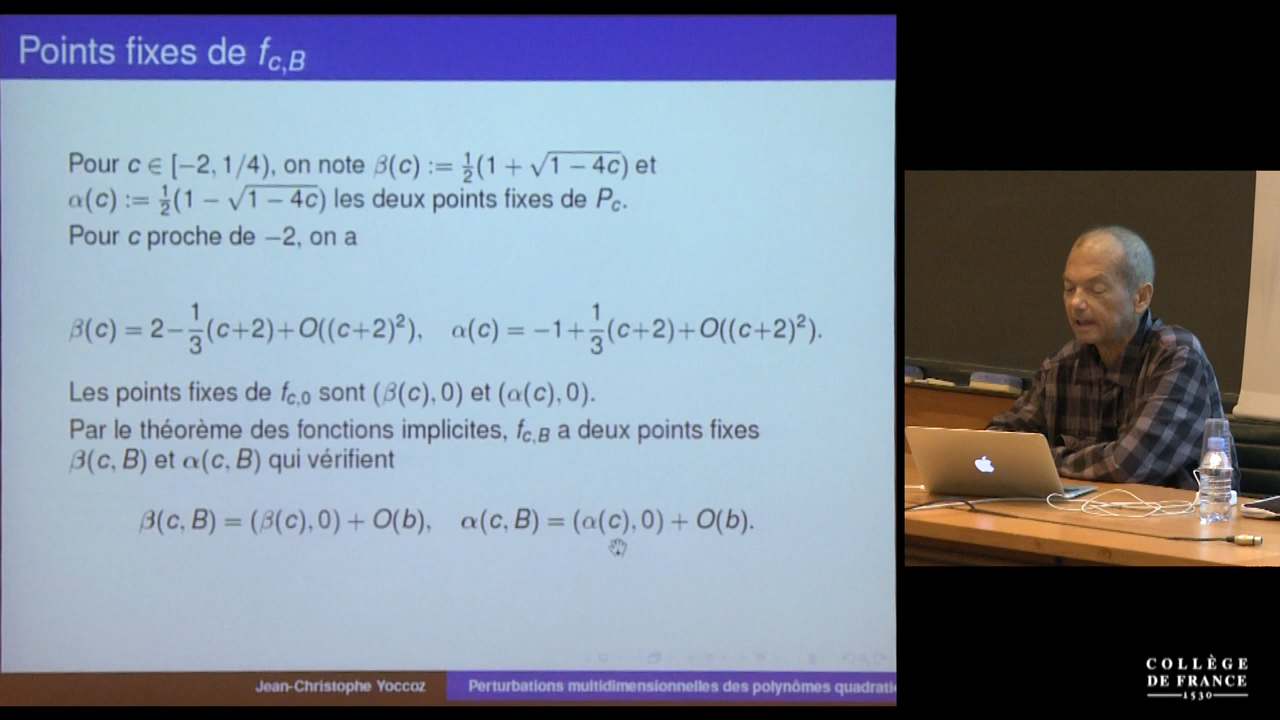 Points fixes de f_{c,B}
Pour c ∈ [−2, 1/4), on note β(c) := ½(1 + √(1 − 4c)) et
α(c) := ½(1 − √(1 − 4c)) les deux points fixes de P_c.
Pour c proche de −2, on a
β(c) = 2−\frac{1}{3}(c+2)+O((c+2)²), α(c) = −1+\frac{1}{3}(c+2)+O((c+2)²).
Les points fixes de f_{c,0} sont (β(c), 0) et (α(c), 0).
Par le théorème des fonctions implicites, f_{c,B} a deux points fixes
β(c, B) et α(c, B) qui vérifient
β(c, B) = (β(c), 0) + O(b), α(c, B) = (α(c), 0) + O(b).
Jean-Christophe Yoccoz Perturbations multidimensionnelles des polynômes quadrati
COLLÈGE
DE FRANCE
1530